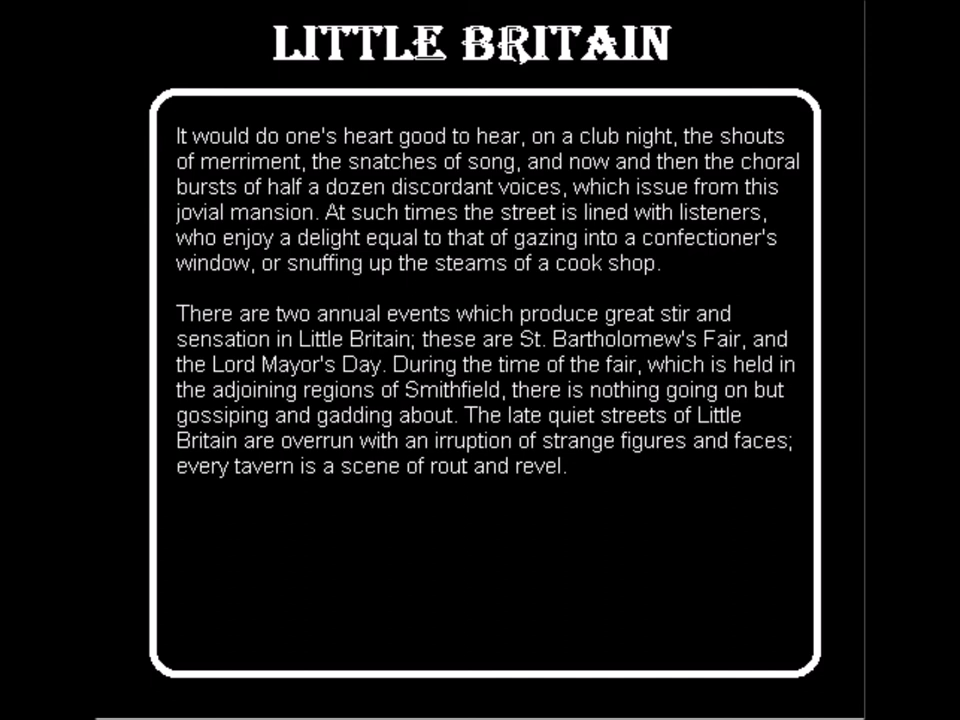 LITTLE BRITAIN
It would do one's heart good to hear, on a club night, the shouts
of merriment, the snatches of song, and now and then the choral
bursts of half a dozen discordant voices, which issue from this
jovial mansion. At such times the street is lined with listeners,
who enjoy a delight equal to that of gazing into a confectioner's
window, or snuffing up the steams of a cook shop.
There are two annual events which produce great stir and
sensation in Little Britain; these are St. Bartholomew's Fair, and
the Lord Mayor's Day. During the time of the fair, which is held in
the adjoining regions of Smithfield, there is nothing going on but
gossiping and gadding about. The late quiet streets of Little
Britain are overrun with an irruption of strange figures and faces;
every tavern is a scene of rout and revel.